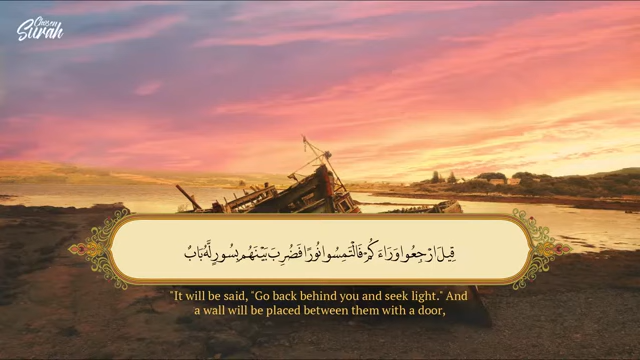 Chosen
Surah
قِيلَ ارْجِعُوا وَرَاءَكُمْ فَالْتَمِسُوا نُورًا فَضُرِبَ بَيْنَهُم بِسُورٍ لَّهُ بَابٌ
"It will be said, "Go back behind you and seek light." And
a wall will be placed between them with a door,